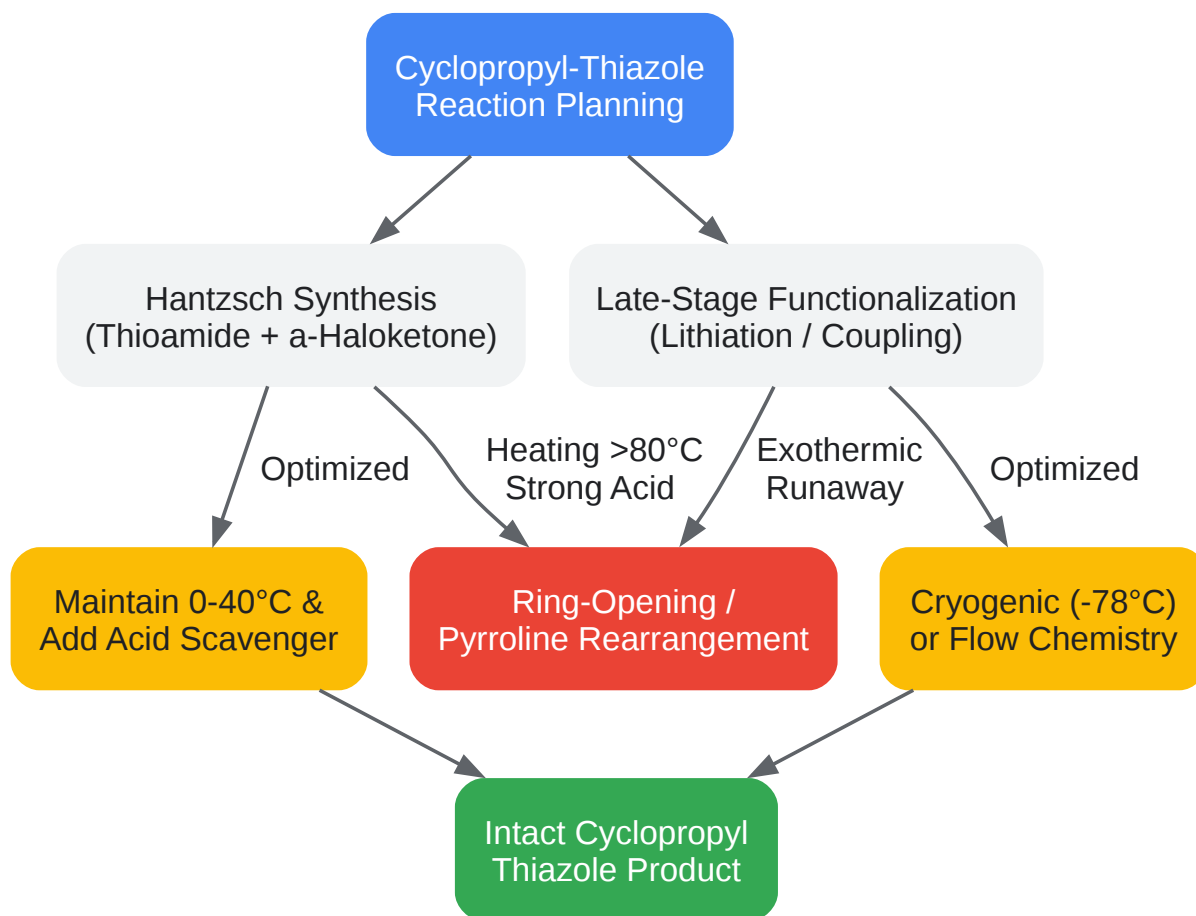 Cyclopropyl-Thiazole
Reaction Planning
Hantzsch Synthesis
(Thioamide + a-Haloketone)
Late-Stage Functionalization
(Lithiation / Coupling)
Optimized
Heating >80°C
Strong Acid
Exothermic
Runaway
Optimized
Maintain 0-40°C &
Add Acid Scavenger
Ring-Opening /
Pyrroline Rearrangement
Cryogenic (-78°C)
or Flow Chemistry
Intact Cyclopropyl
Thiazole Product